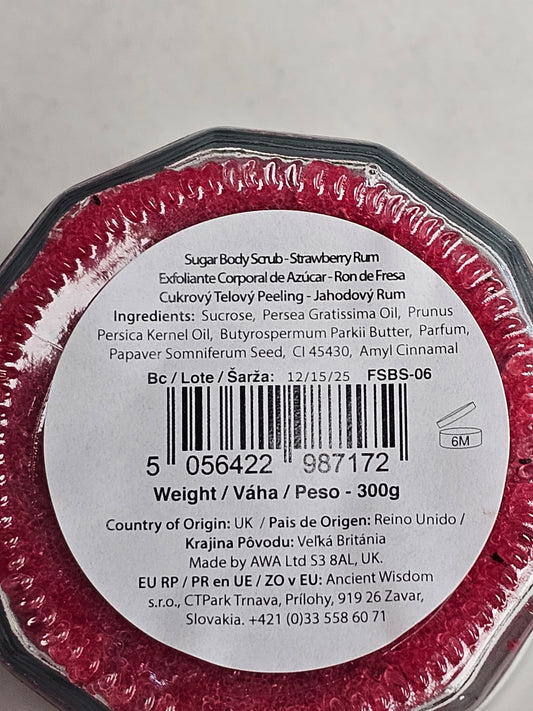 Sugar Body Scrub - Strawberry Rum
Exfoliante Corporal de Azúcar - Ron de Fresa
Cukrový Telový Peeling - Jahodový Rum
Ingredients: Sucrose, Persea Gratissima Oil, Prunus
Persica Kernel Oil, Butyrospermum Parkii Butter, Parfum,
Papaver Somniferum Seed, CI 45430, Amyl Cinnamal
Bc / Lote / Šarža: 12/15/25 FSBS-06
5 056422 987172
6M
Weight / Váha / Peso - 300g
Country of Origin: UK / Pais de Origen: Reino Unido /
Krajina Pôvodu: Veľká Británia
Made by AWA Ltd S3 8AL, UK.
EU RP / PR en UE / ZO v EU: Ancient Wisdom
s.r.o., CTPark Trnava, Prílohy, 919 26 Zavar,
Slovakia. +421 (0)33 558 60 71